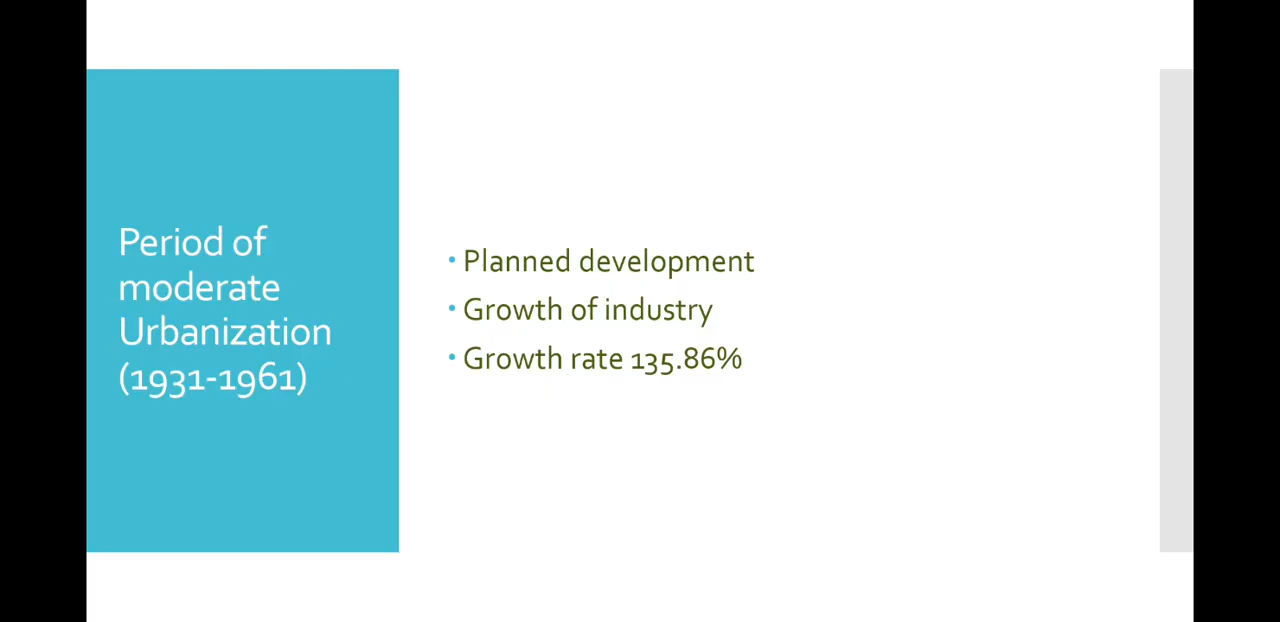 Period of
moderate
Urbanization
(1931-1961)
• Planned development
• Growth of industry
• Growth rate 135.86%